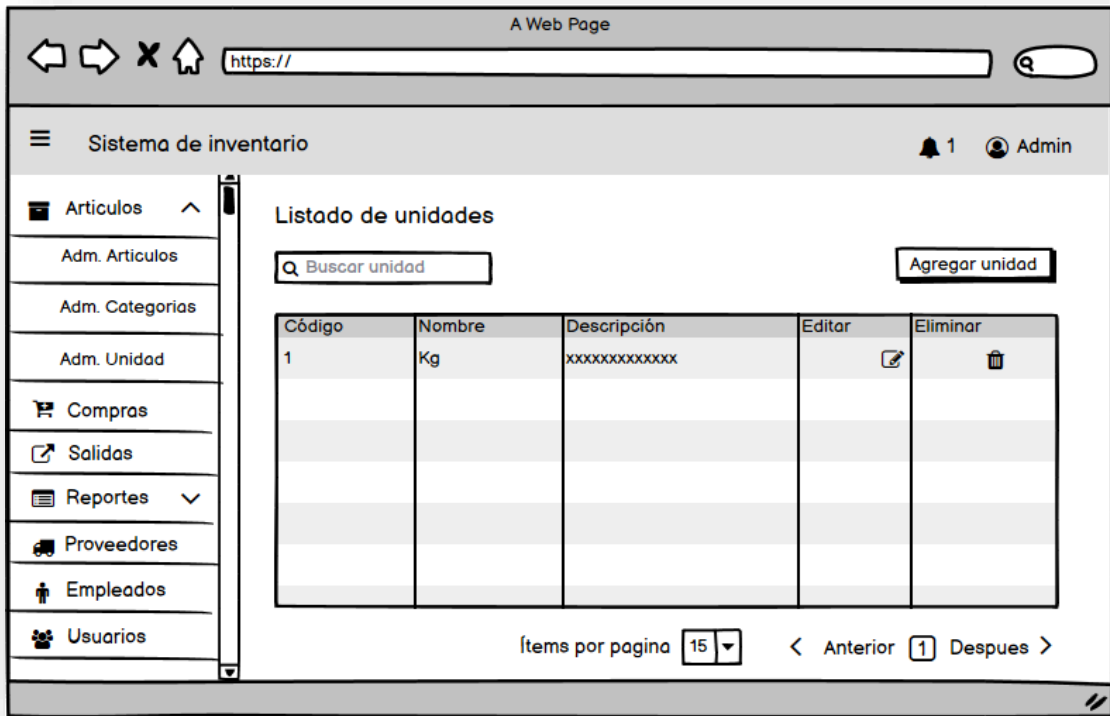 A Web Page
https://
Sistema de inventario
1
Admin
Articulos
Adm. Articulos
Adm. Categorias
Adm. Unidad
Compras
Salidas
Reportes
Proveedores
Empleados
Usuarios
Listado de unidades
Buscar unidad
Agregar unidad
Código Nombre Descripción Editar Eliminar
1 Kg xxxxxxxxxxxxx
Ítems por pagina 15 Anterior 1 Despues